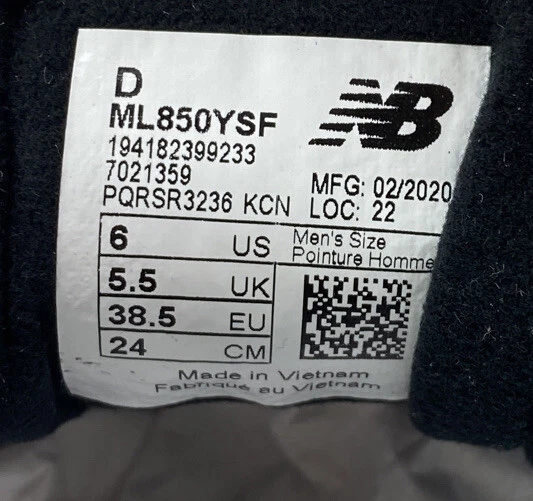 D
ML850YSF
194182399233
7021359
PQRSR3236 KCN
NB
MFG: 02/2020
LOC: 22
6 US
5.5 UK
38.5 EU
24 CM
Men's Size
Pointure Homme
Made in Vietnam
Fabriqué au Vietnam